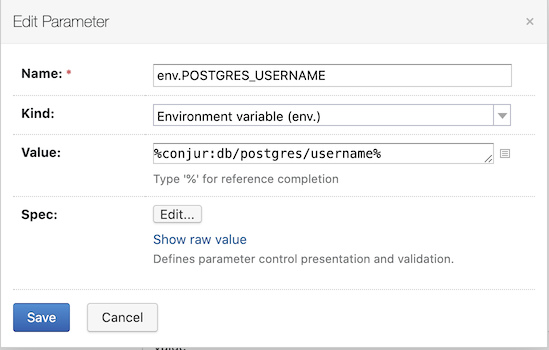 Edit Parameter ×
Name: * env.POSTGRES_USERNAME
Kind: Environment variable (env.)
Value: %conjur:db/postgres/username%
Type '%' for reference completion
Spec: Edit...
Show raw value
Defines parameter control presentation and validation.
Save Cancel